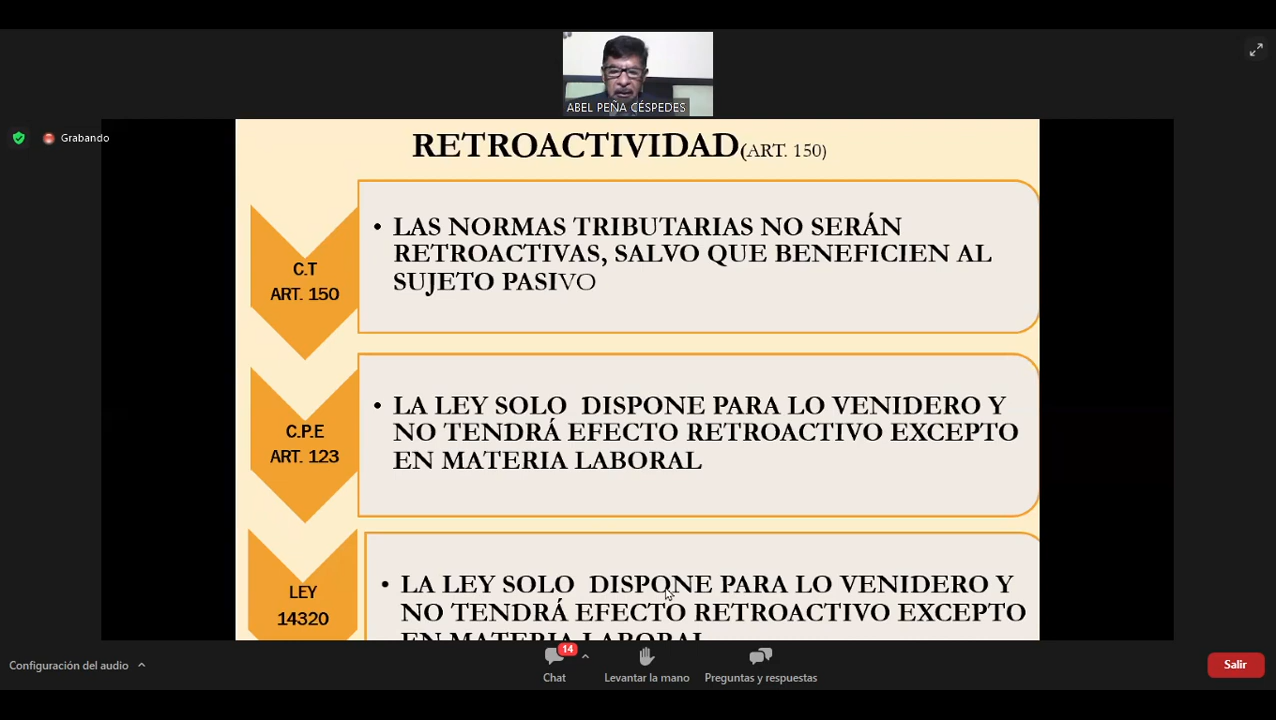 ABEL PEÑA CÉSPEDES
Grabando
RETROACTIVIDAD(ART. 150)
C.T
ART. 150
• LAS NORMAS TRIBUTARIAS NO SERÁN
RETROACTIVAS, SALVO QUE BENEFICIEN AL
SUJETO PASIVO
C.P.E
ART. 123
• LA LEY SOLO DISPONE PARA LO VENIDERO Y
NO TENDRÁ EFECTO RETROACTIVO EXCEPTO
EN MATERIA LABORAL
LEY
14320
• LA LEY SOLO DISPONE PARA LO VENIDERO Y
NO TENDRÁ EFECTO RETROACTIVO EXCEPTO
EN MATERIA LABORAL
Configuración del audio
14
Chat
Levantar la mano
Preguntas y respuestas
Salir